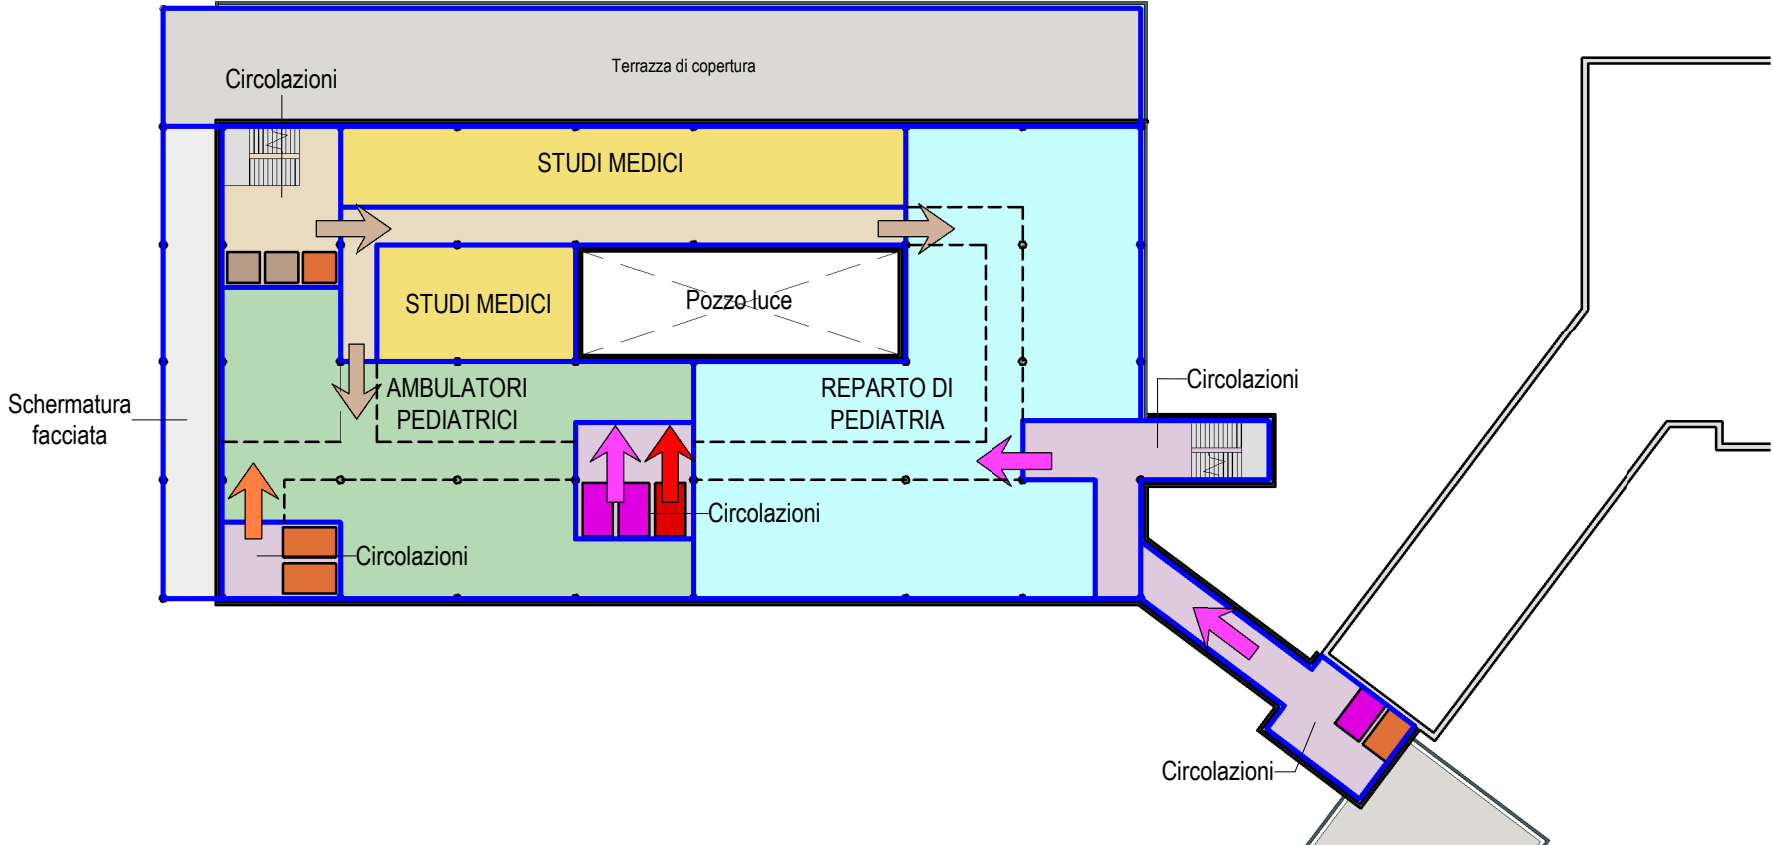 Terrazza di copertura
Circolazioni
STUDI MEDICI
STUDI MEDICI
Pozzo luce
Schermatura
facciata
AMBULATORI
PEDIATRICI
REPARTO DI
PEDIATRIA
Circolazioni
Circolazioni
Circolazioni
Circolazioni